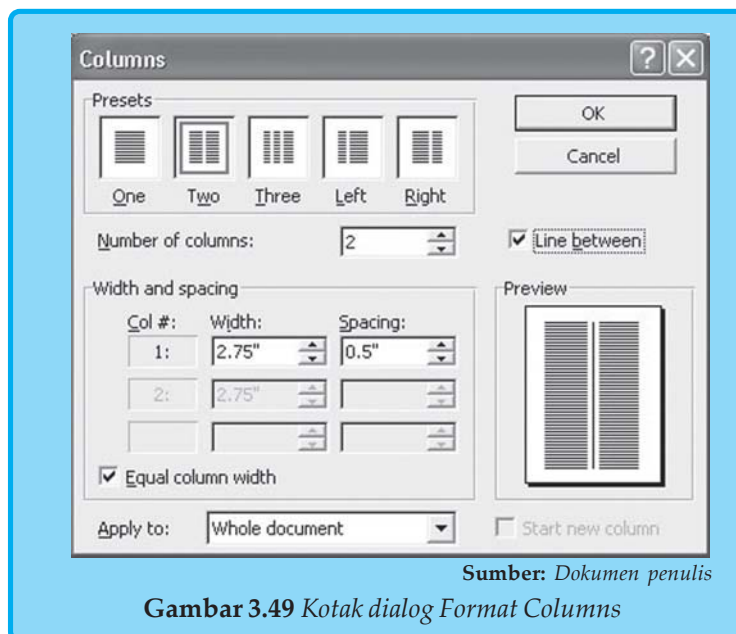 Columns
Presets
One Two Three Left Right
OK
Cancel
Number of columns: 2
Line between
Width and spacing
Col #: Width: Spacing:
1: 2.75" 0.5"
2: 2.75"
Equal column width
Preview
Apply to: Whole document
Start new column
Sumber: Dokumen penulis
Gambar 3.49 Kotak dialog Format Columns